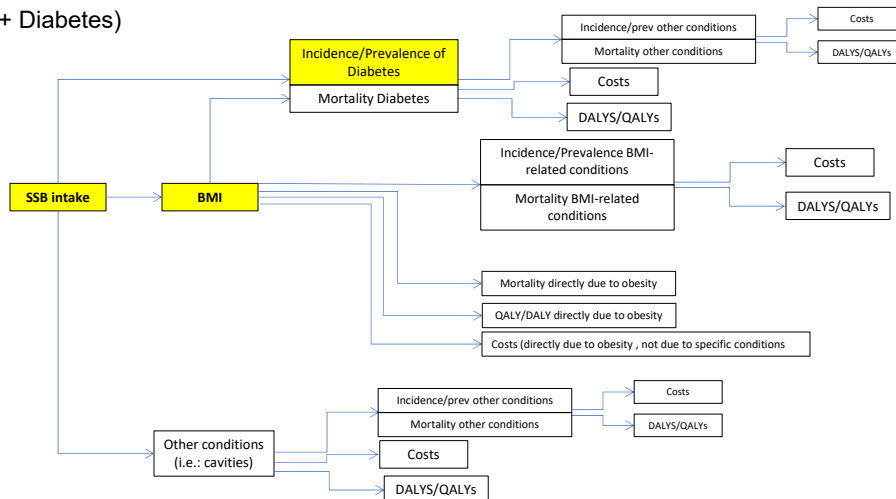 + Diabetes)
Incidence/Prevalence of
Diabetes
Mortality Diabetes
Incidence/prev other conditions
Mortality other conditions
Costs
DALYS/QALYs
Costs
DALYS/QALYs
Incidence/Prevalence BMI-
related conditions
Mortality BMI-related
conditions
Costs
DALYS/QALYs
SSB intake
BMI
Mortality directly due to obesity
QALY/DALY directly due to obesity
Costs (directly due to obesity , not due to specific conditions
Other conditions
(i.e.: cavities)
Incidence/prev other conditions
Mortality other conditions
Costs
DALYS/QALYs
Costs
DALYS/QALYs